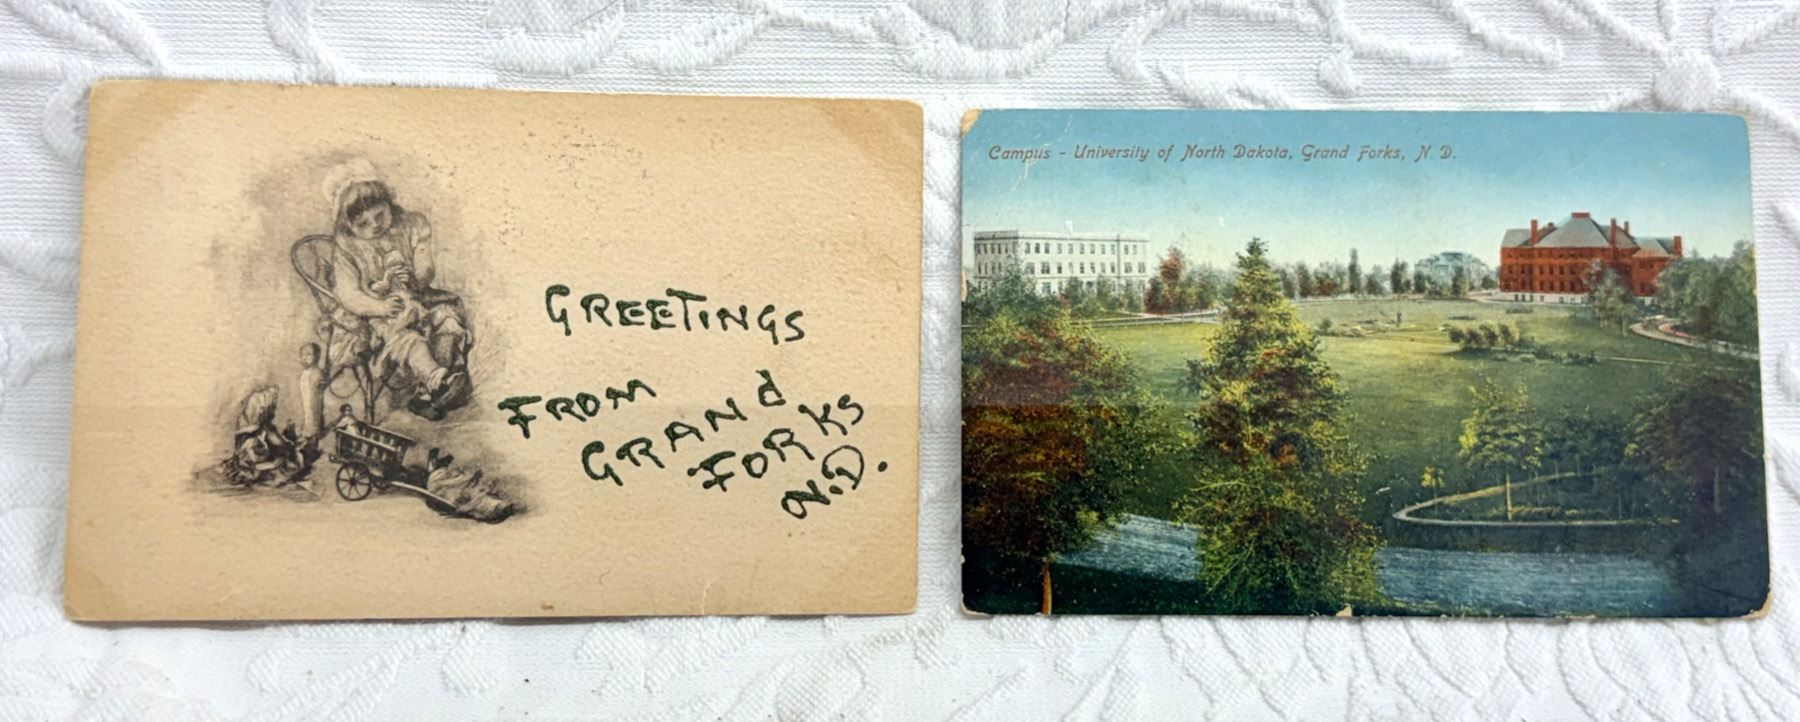 GREETINGS
FROM
GRANd
FORKS
N.D.
Campus - University of North Dakota, Grand Forks, N. D.